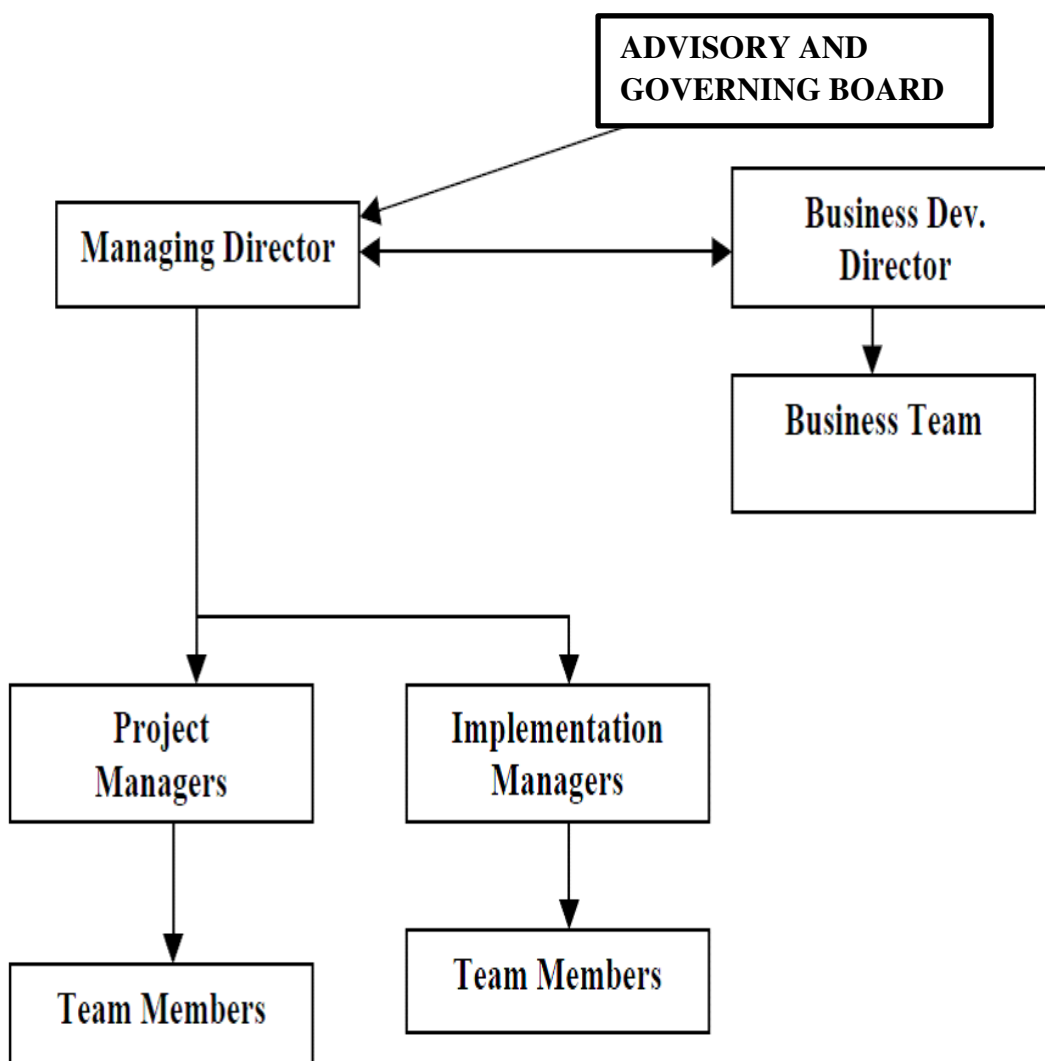 ADVISORY AND
GOVERNING BOARD
Managing Director
Business Dev.
Director
Business Team
Project
Managers
Implementation
Managers
Team Members
Team Members